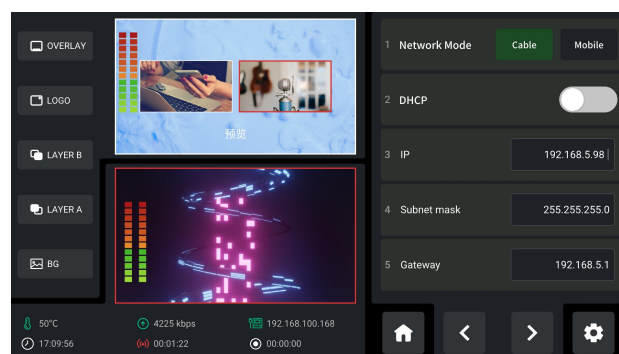 OVERLAY
LOGO
LAYER B
LAYER A
BG
预览
50°C
4225 kbps
192.168.100.168
17:09:56
00:01:22
00:00:00
1 Network Mode Cable Mobile
2 DHCP
3 IP 192.168.5.98
4 Subnet mask 255.255.255.0
5 Gateway 192.168.5.1